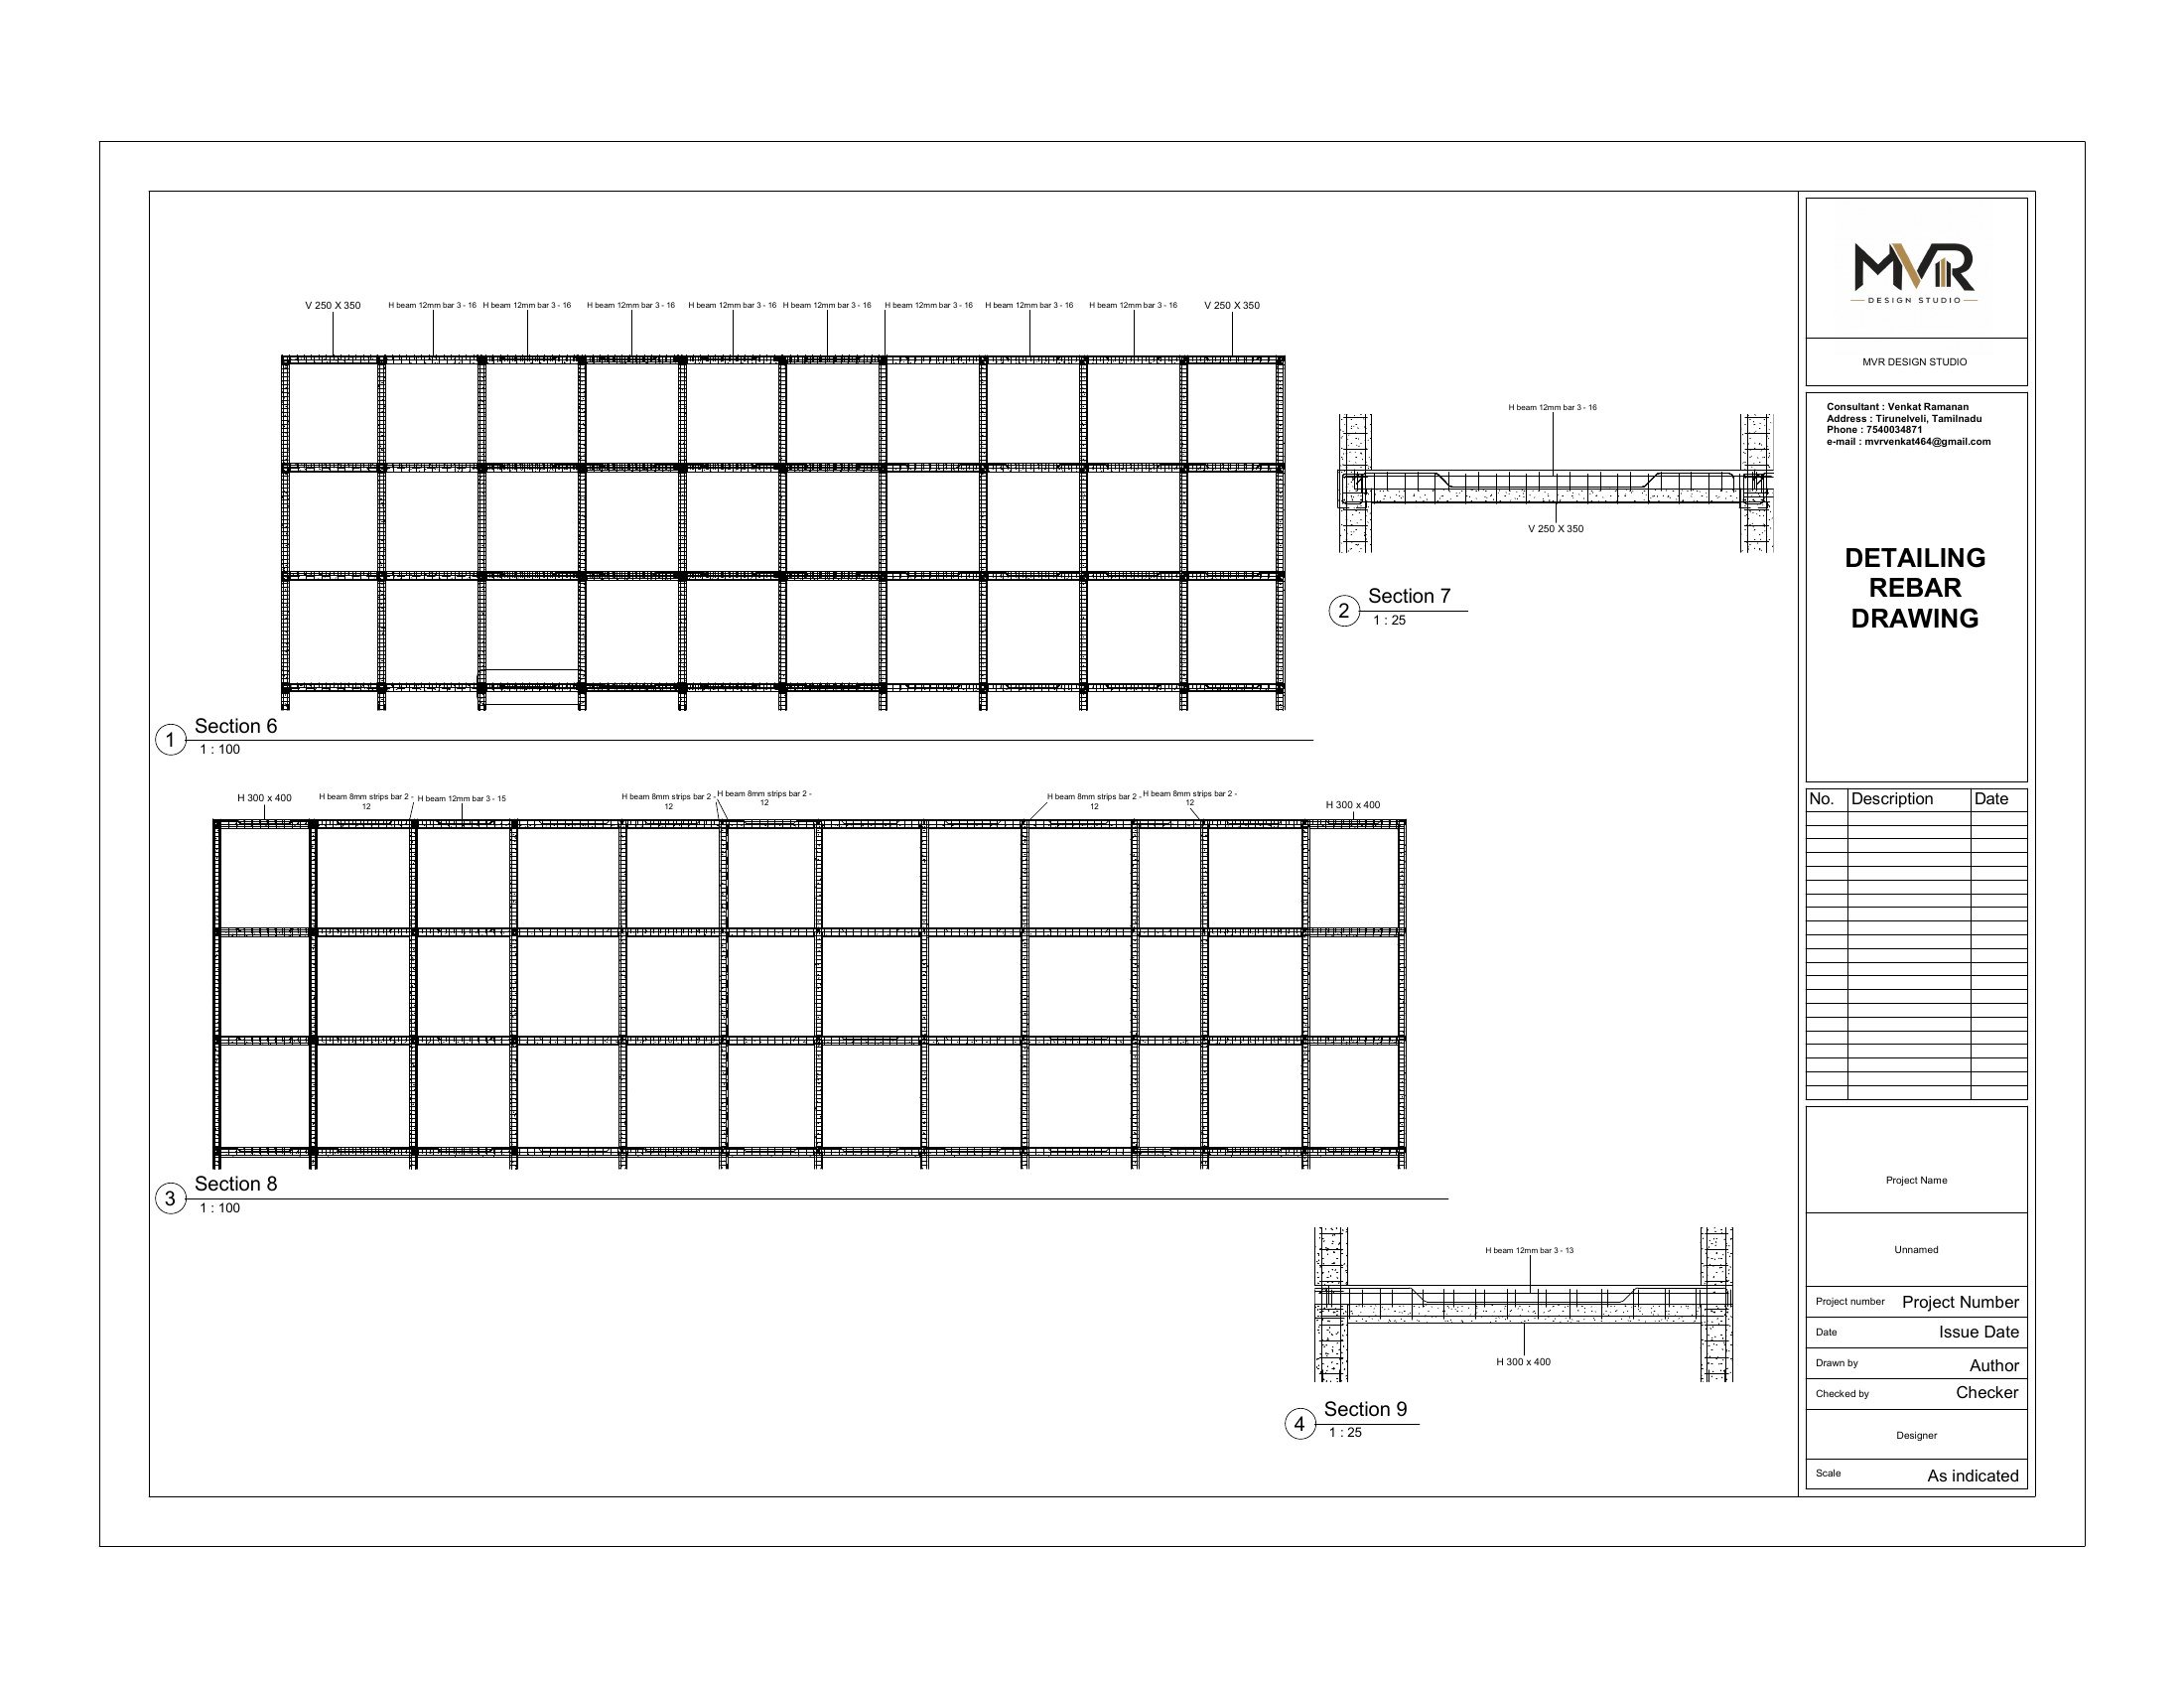 V 250 X 350
H beam 12mm bar 3 - 16
H beam 12mm bar 3 - 16
H beam 12mm bar 3 - 16
H beam 12mm bar 3 - 16
H beam 12mm bar 3 - 16
H beam 12mm bar 3 - 16
H beam 12mm bar 3 - 16
H beam 12mm bar 3 - 16
V 250 X 350
1
Section 6
1 : 100
H beam 12mm bar 3 - 16
V 250 X 350
2
Section 7
1 : 25
H 300 x 400
H beam 8mm strips bar 2 -
12
H beam 12mm bar 3 - 15
H beam 8mm strips bar 2 -
12
H beam 8mm strips bar 2 -
12
H beam 8mm strips bar 2 -
12
H beam 8mm strips bar 2 -
12
H 300 x 400
3
Section 8
1 : 100
H beam 12mm bar 3 - 13
H 300 x 400
4
Section 9
1 : 25
MVR
DESIGN STUDIO
MVR DESIGN STUDIO
Consultant : Venkat Ramanan
Address : Tirunelveli, Tamilnadu
Phone : 7540034871
e-mail : mvrvenkat464@gmail.com
DETAILING
REBAR
DRAWING
No. Description Date
Project Name
Unnamed
Project number Project Number
Date Issue Date
Drawn by Author
Checked by Checker
Designer
Scale As indicated